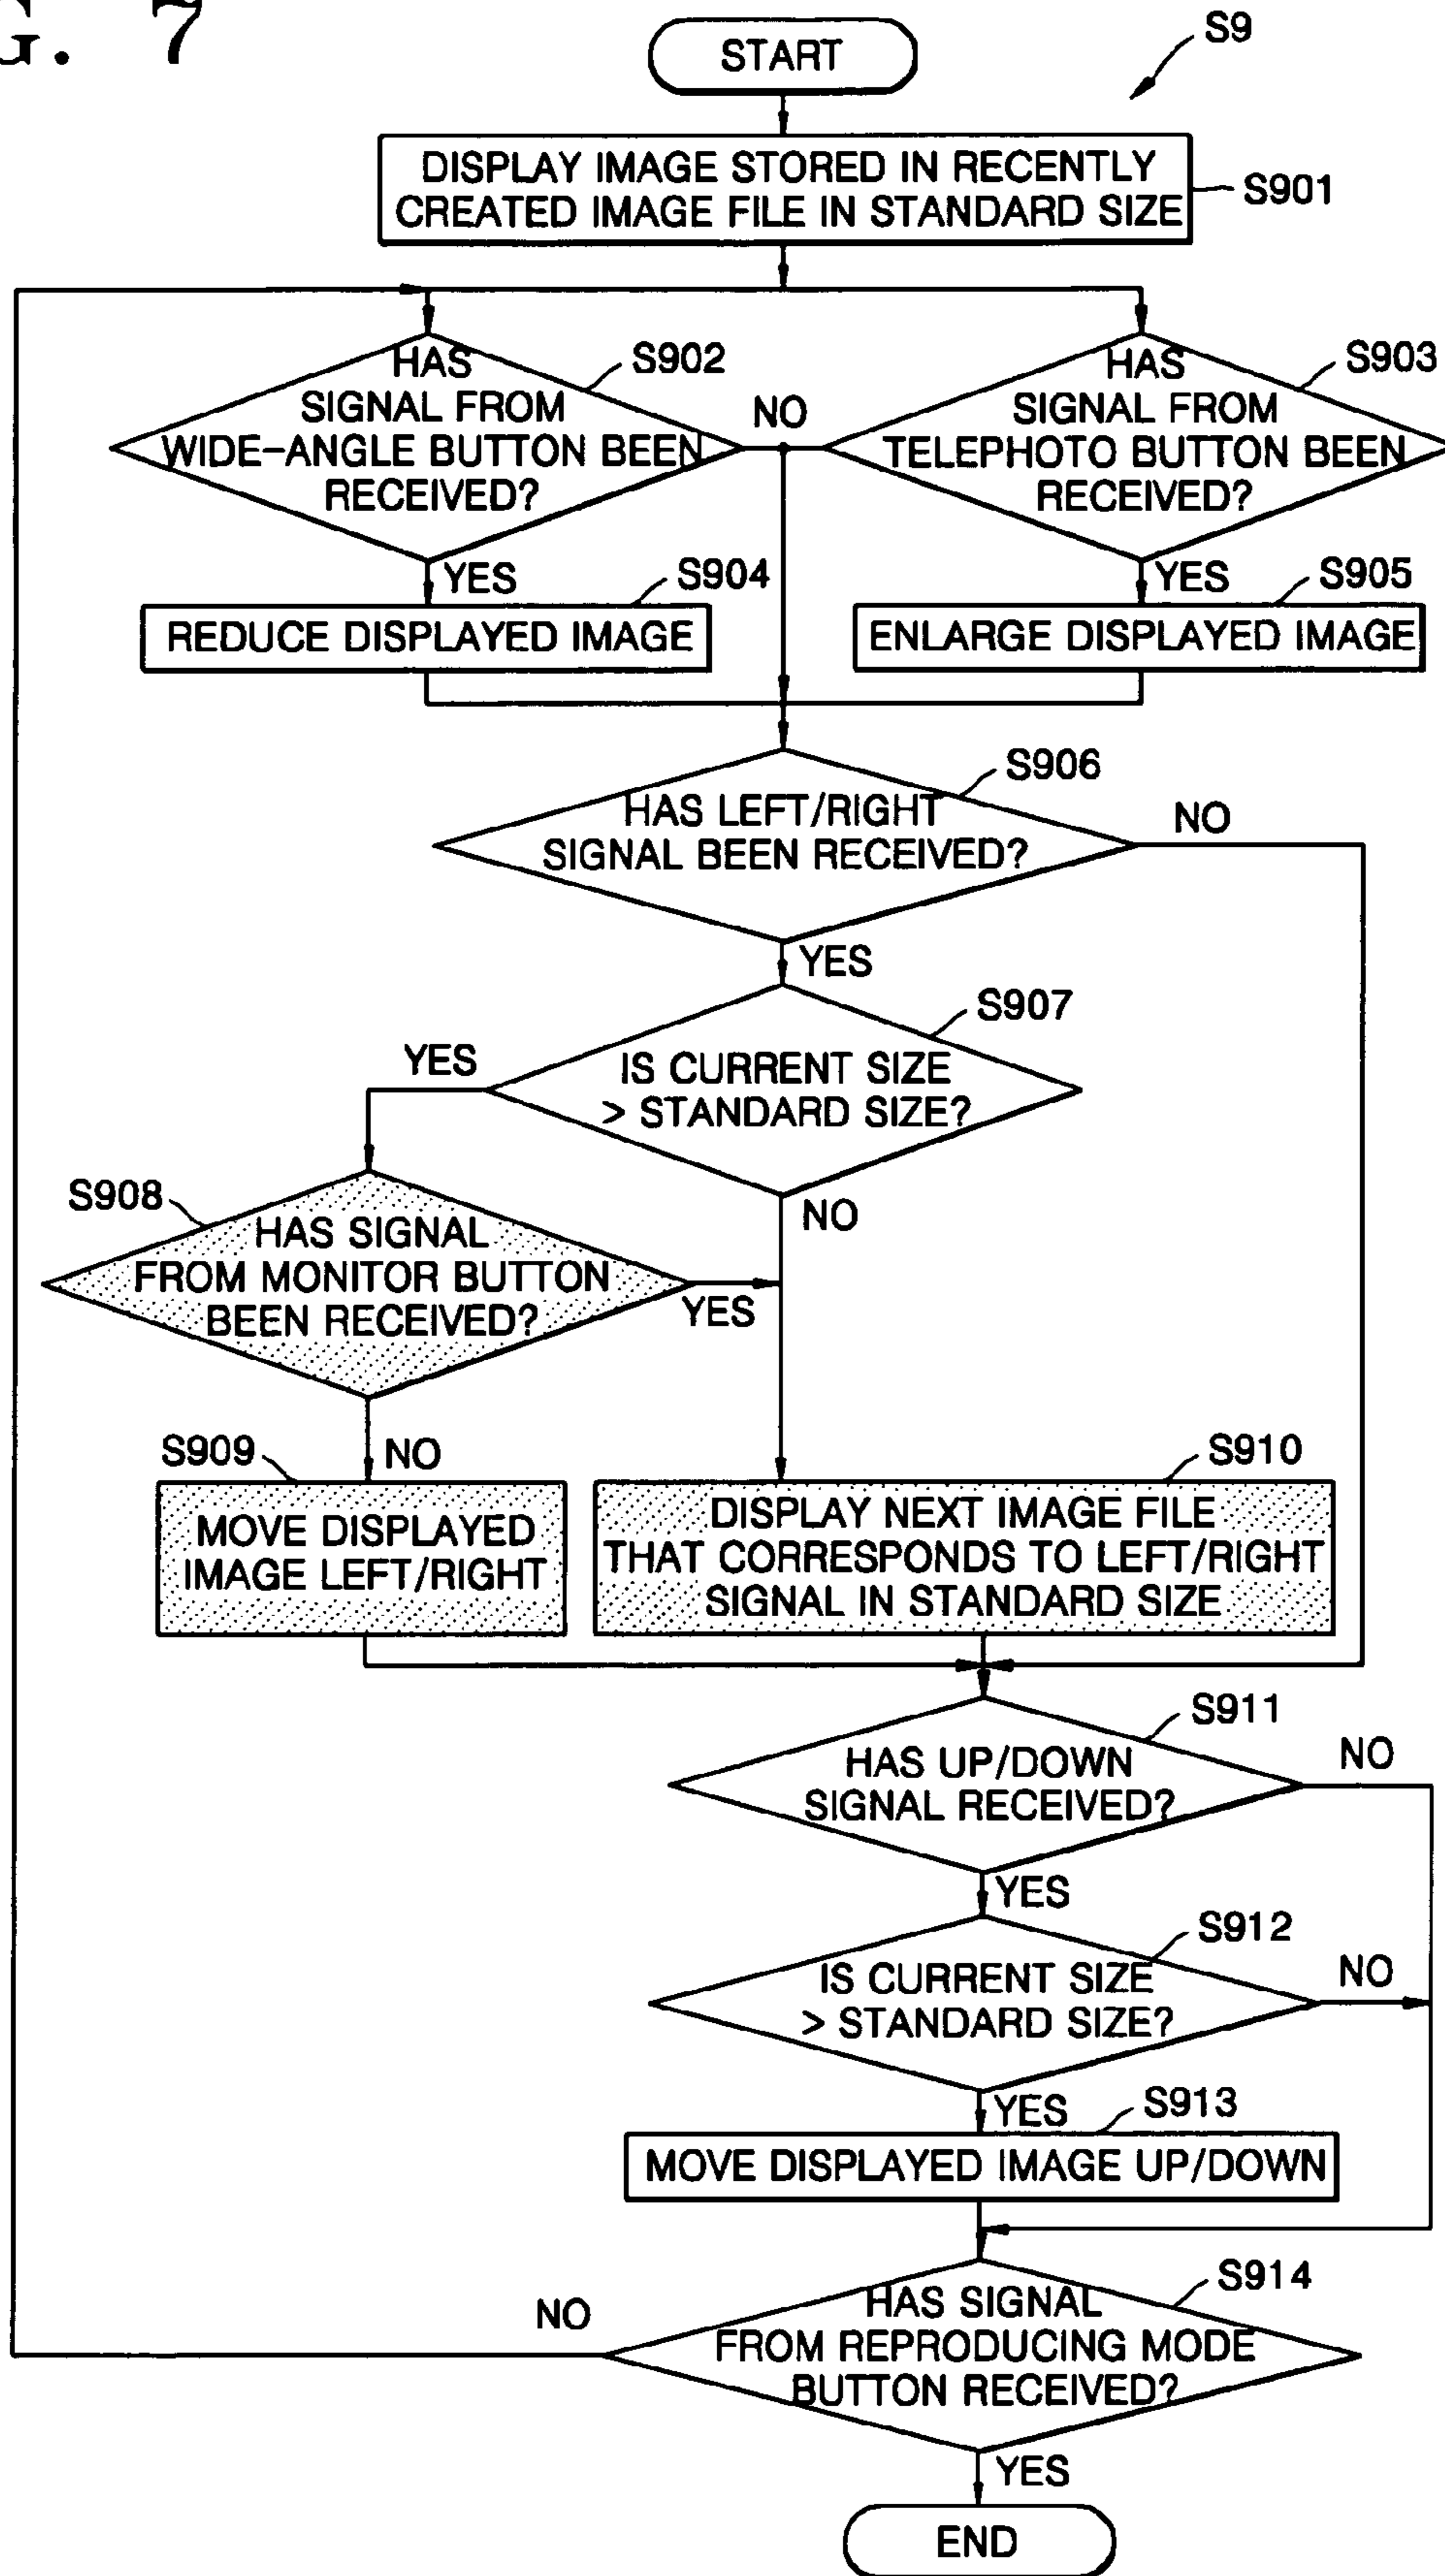 G. 7
START
S9
DISPLAY IMAGE STORED IN RECENTLY
CREATED IMAGE FILE IN STANDARD SIZE
S901
HAS
SIGNAL FROM
WIDE-ANGLE BUTTON BEEN
RECEIVED?
S902
NO
HAS
SIGNAL FROM
TELEPHOTO BUTTON BEEN
RECEIVED?
S903
YES
S904
REDUCE DISPLAYED IMAGE
YES
S905
ENLARGE DISPLAYED IMAGE
S906
HAS LEFT/RIGHT
SIGNAL BEEN RECEIVED?
NO
YES
S907
IS CURRENT SIZE
> STANDARD SIZE?
YES
NO
S908
HAS SIGNAL
FROM MONITOR BUTTON
BEEN RECEIVED?
YES
NO
S909
MOVE DISPLAYED
IMAGE LEFT/RIGHT
S910
DISPLAY NEXT IMAGE FILE
THAT CORRESPONDS TO LEFT/RIGHT
SIGNAL IN STANDARD SIZE
S911
HAS UP/DOWN
SIGNAL RECEIVED?
NO
YES
S912
IS CURRENT SIZE
> STANDARD SIZE?
NO
YES
S913
MOVE DISPLAYED IMAGE UP/DOWN
S914
HAS SIGNAL
FROM REPRODUCING MODE
BUTTON RECEIVED?
NO
YES
END